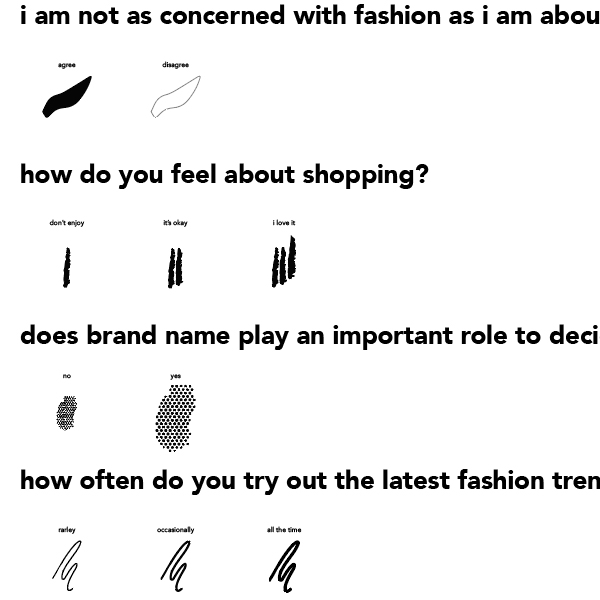 i am not as concerned with fashion as i am abou
agree disagree
how do you feel about shopping?
don't enjoy it's okay i love it
does brand name play an important role to deci
no yes
how often do you try out the latest fashion tren
rarley occasionally all the time